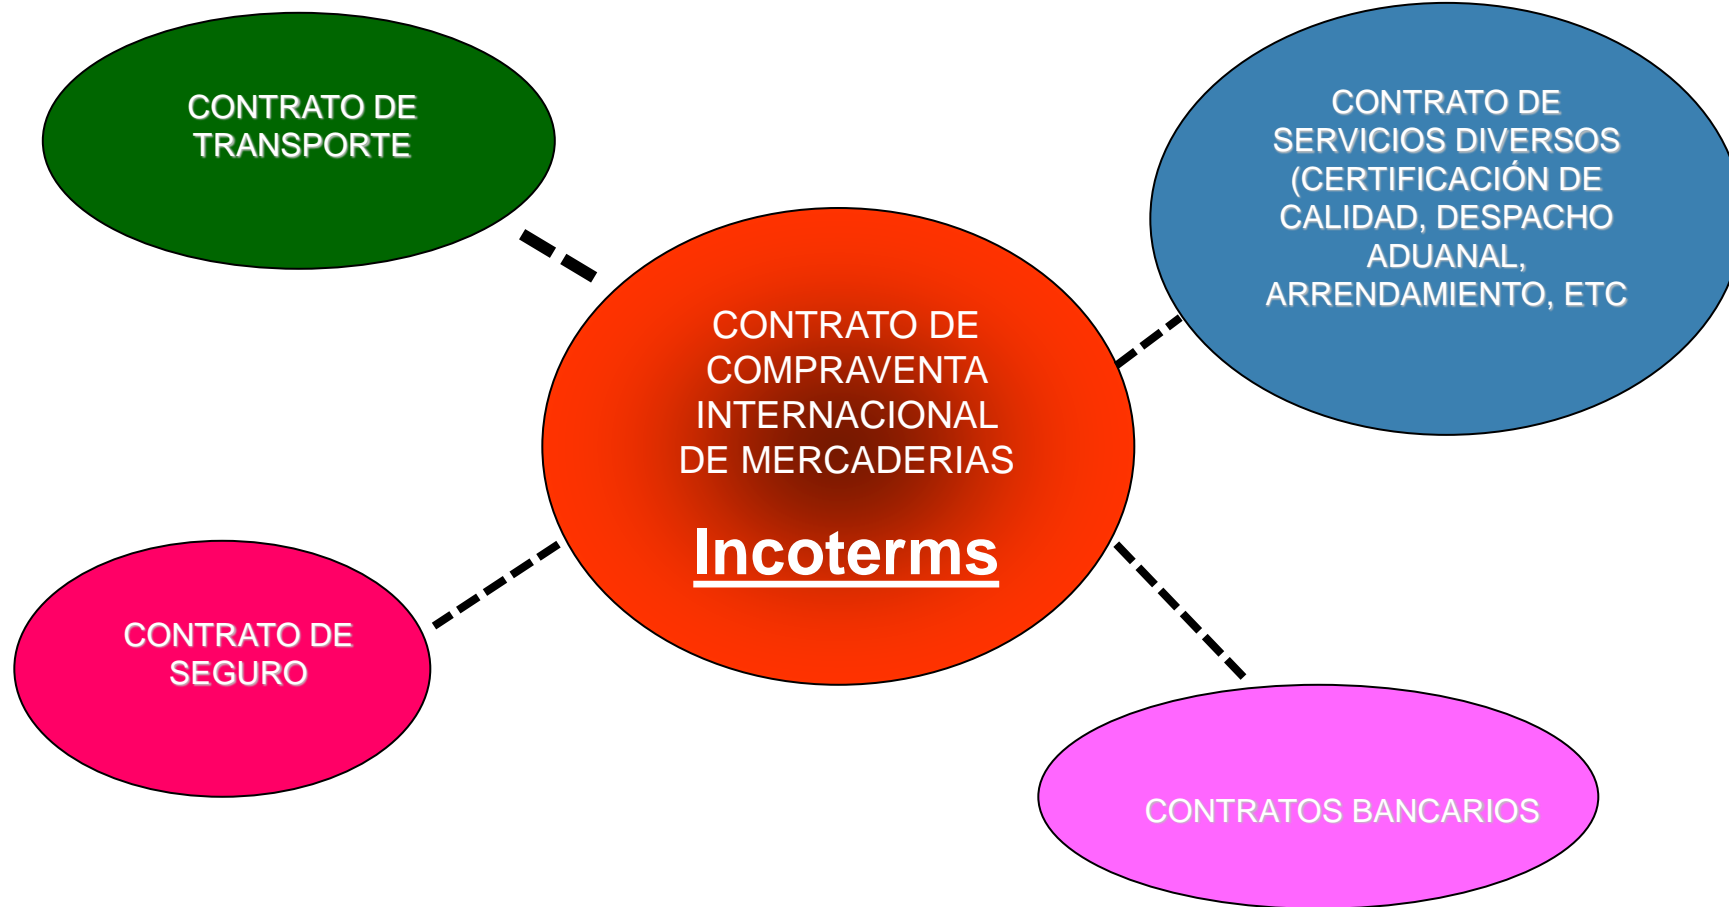 CONTRATO DE
TRANSPORTE
CONTRATO DE
SERVICIOS DIVERSOS
(CERTIFICACIÓN DE
CALIDAD, DESPACHO
ADUANAL,
ARRENDAMIENTO, ETC
CONTRATO DE
COMPRAVENTA
INTERNACIONAL
DE MERCADERIAS
Incoterms
CONTRATO DE
SEGURO
CONTRATOS BANCARIOS